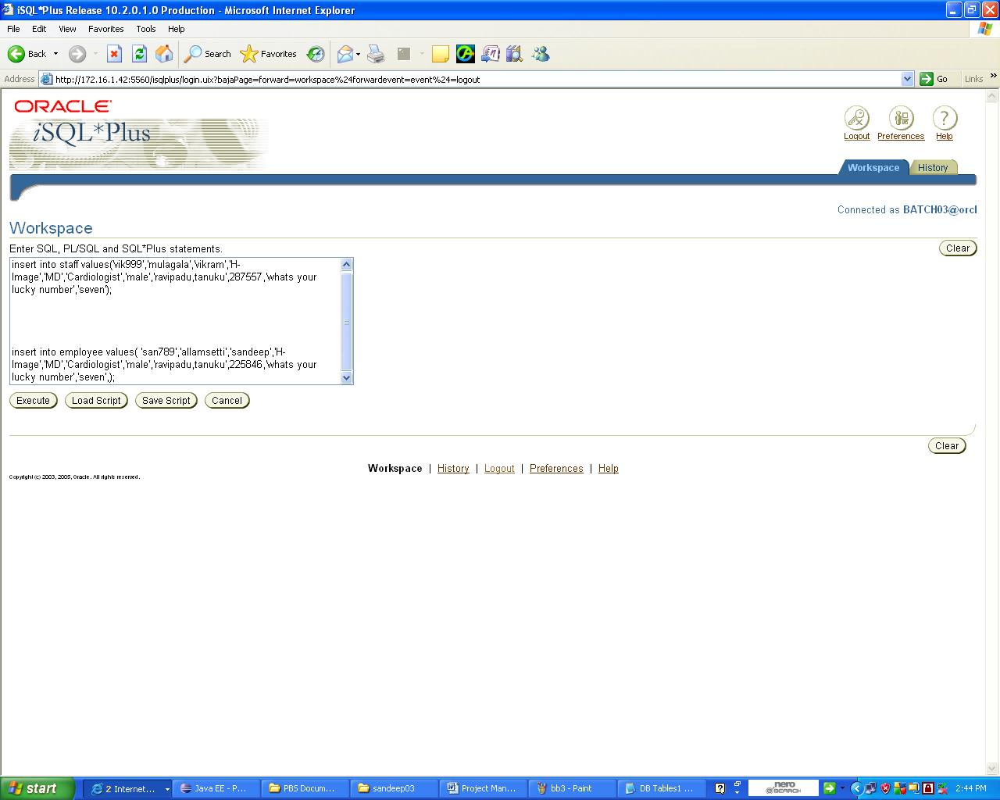 iSQL*Plus Release 10.2.0.1.0 Production - Microsoft Internet Explorer
File Edit View Favorites Tools Help
Back Search Favorites
Address http://172.16.1.42:5560/isqlplus/login.uix?bajaPage=forward=workspace%24forwardevent=event%24=logout Go Links »
ORACLE
iSQL*Plus
Logout Preferences Help
Workspace History
Connected as BATCH03@orcl
Workspace
Enter SQL, PL/SQL and SQL*Plus statements.
Clear
insert into staff values('vik999','mulagala','vikram','H-
Image','MD','Cardiologist','male','ravipadu,tanuku',287557,'whats your
lucky number','seven');
insert into employee values( 'san789','allamsetti','sandeep','H-
Image','MD','Cardiologist','male','ravipadu,tanuku',225846,'whats your
lucky number','seven',);
Execute Load Script Save Script Cancel
Clear
Workspace | History | Logout | Preferences | Help
Copyright (c) 2003, 2005, Oracle. All rights reserved.
start 2 Internet... Java EE - P... PBS Docum... sandeep03 Project Man... bb3 - Paint DB Tables1 ... nero SEARCH 2:44 PM